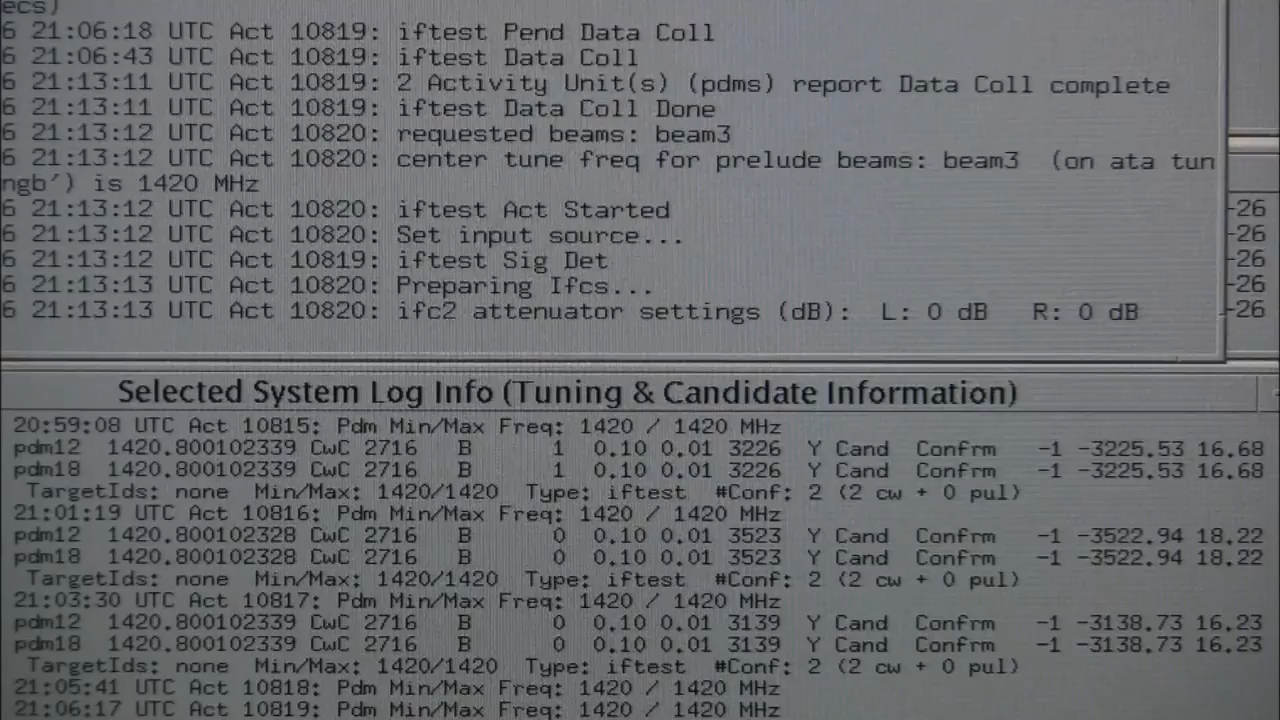 ecs)
6 21:06:18 UTC Act 10819: iftest Pend Data Coll
6 21:06:43 UTC Act 10819: iftest Data Coll
6 21:13:11 UTC Act 10819: 2 Activity Unit(s) (pdms) report Data Coll complete
6 21:13:11 UTC Act 10819: iftest Data Coll Done
6 21:13:12 UTC Act 10820: requested beams: beam3
6 21:13:12 UTC Act 10820: center tune freq for prelude beams: beam3 (on ata tun
ngb') is 1420 MHz
6 21:13:12 UTC Act 10820: iftest Act Started
6 21:13:12 UTC Act 10820: Set input source...
6 21:13:12 UTC Act 10819: iftest Sig Det
6 21:13:13 UTC Act 10820: Preparing Ifcs...
6 21:13:13 UTC Act 10820: ifc2 attenuator settings (dB): L: 0 dB R: 0 dB
-26
-26
-26
-26
-26
Selected System Log Info (Tuning & Candidate Information)
20:59:08 UTC Act 10815: Pdm Min/Max Freq: 1420 / 1420 MHz
pdm12 1420.800102339 CwC 2716 B 1 0.10 0.01 3226 Y Cand Confrm -1 -3225.53 16.68
pdm18 1420.800102339 CwC 2716 B 1 0.10 0.01 3226 Y Cand Confrm -1 -3225.53 16.68
TargetIds: none Min/Max: 1420/1420 Type: iftest #Conf: 2 (2 cw + 0 pul)
21:01:19 UTC Act 10816: Pdm Min/Max Freq: 1420 / 1420 MHz
pdm12 1420.800102328 CwC 2716 B 0 0.10 0.01 3523 Y Cand Confrm -1 -3522.94 18.22
pdm18 1420.800102328 CwC 2716 B 0 0.10 0.01 3523 Y Cand Confrm -1 -3522.94 18.22
TargetIds: none Min/Max: 1420/1420 Type: iftest #Conf: 2 (2 cw + 0 pul)
21:03:30 UTC Act 10817: Pdm Min/Max Freq: 1420 / 1420 MHz
pdm12 1420.800102339 CwC 2716 B 0 0.10 0.01 3139 Y Cand Confrm -1 -3138.73 16.23
pdm18 1420.800102339 CwC 2716 B 0 0.10 0.01 3139 Y Cand Confrm -1 -3138.73 16.23
TargetIds: none Min/Max: 1420/1420 Type: iftest #Conf: 2 (2 cw + 0 pul)
21:05:41 UTC Act 10818: Pdm Min/Max Freq: 1420 / 1420 MHz
21:06:17 UTC Act 10819: Pdm Min/Max Freq: 1420 / 1420 MHz